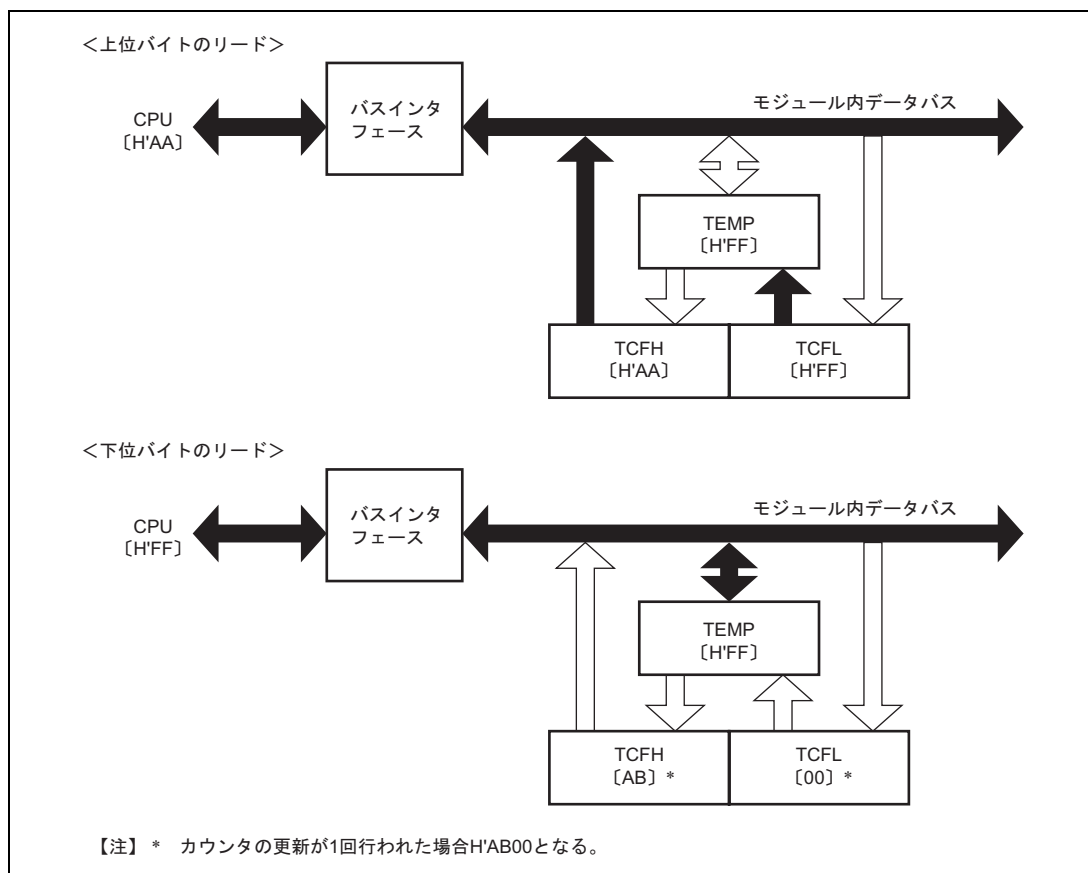 ＜上位バイトのリード＞
CPU
〔H'AA〕
バスインタ
フェース
モジュール内データバス
TEMP
〔H'FF〕
TCFH
〔H'AA〕
TCFL
〔H'FF〕
＜下位バイトのリード＞
CPU
〔H'FF〕
バスインタ
フェース
モジュール内データバス
TEMP
〔H'FF〕
TCFH
〔AB〕*
TCFL
〔00〕*
【注】* カウンタの更新が1回行われた場合H'AB00となる。